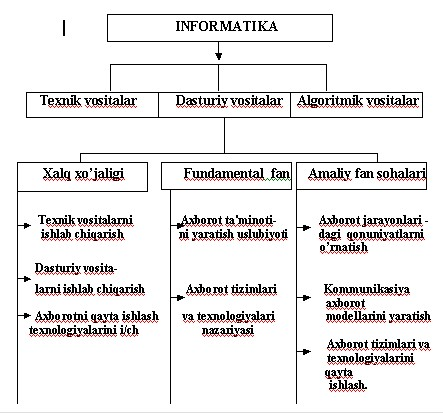 INFORMATIKA
Texnik vositalar
Dasturiy vositalar
Algoritmik vositalar
Xalq xo’jaligi
Fundamental fan
Amaliy fan sohalari
Texnik vositalarni
ishlab chiqarish
Dasturiy vosita-
larni ishlab chiqarish
Axborotni qayta ishlash
texnologiyalarini i/ch
Axborot ta’minoti-
ni yaratish uslubiyoti
Axborot tizimlari
va texnologiyalari
nazariyasi
Axborot jarayonlari -
dagi qonuniyatlarni
o’rnatish
Kommunikasiya
axborot
modellarini yaratish
Axborot tizimlari va
texnologiyalarini
qayta
ishlash.